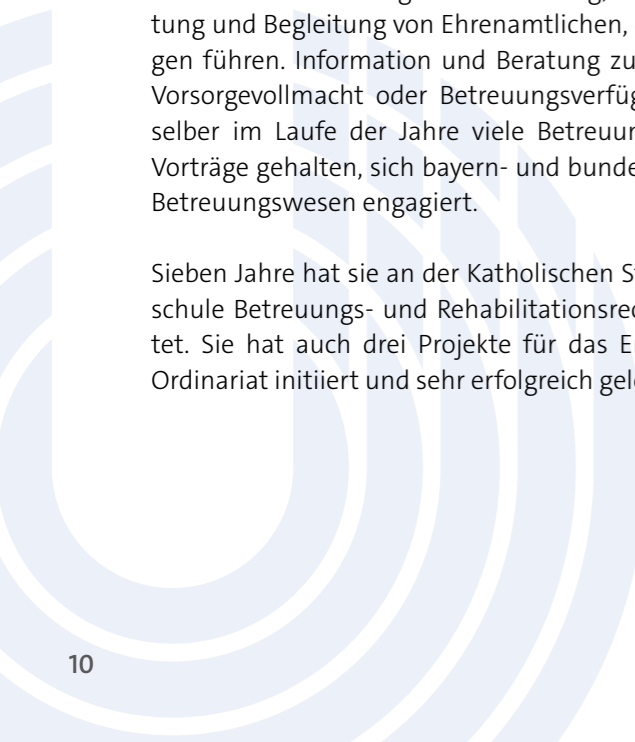 tung und Begleitung von Ehrenamtlichen,
gen führen. Information und Beratung zu
Vorsorgevollmacht oder Betreuungsverfüg
selber im Laufe der Jahre viele Betreuun
Vorträge gehalten, sich bayern- und bunde
Betreuungswesen engagiert.
Sieben Jahre hat sie an der Katholischen St
schule Betreuungs- und Rehabilitationsrec
tet. Sie hat auch drei Projekte für das E
Ordinariat initiiert und sehr erfolgreich gel
10